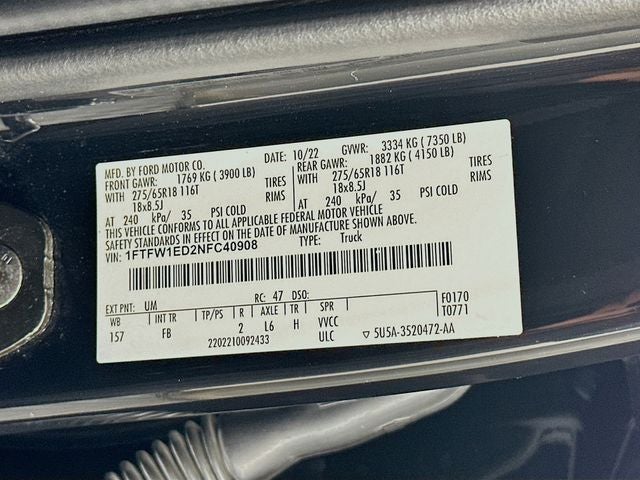 MFD. BY FORD MOTOR CO. DATE: 10/22 GVWR: 3334 KG ( 7350 LB)
FRONT GAWR: 1769 KG ( 3900 LB) REAR GAWR: 1882 KG ( 4150 LB)
WITH 275/65R18 116T TIRES WITH 275/65R18 116T TIRES
18x8.5J RIMS 18x8.5J RIMS
AT 240 kPa/ 35 PSI COLD AT 240 kPa/ 35 PSI COLD
THIS VEHICLE CONFORMS TO ALL APPLICABLE FEDERAL MOTOR VEHICLE
SAFETY STANDARDS IN EFFECT ON THE DATE OF MANUFACTURE SHOWN ABOVE.
VIN: 1FTFW1ED2NFC40908 TYPE: Truck
EXT PNT: UM RC: 47 DSO: F0170
WB INT TR TP/PS R AXLE TR SPR T0771
157 FB 2 L6 H VVCC
2202210092433 ULC ▽ 5U5A-3520472-AA